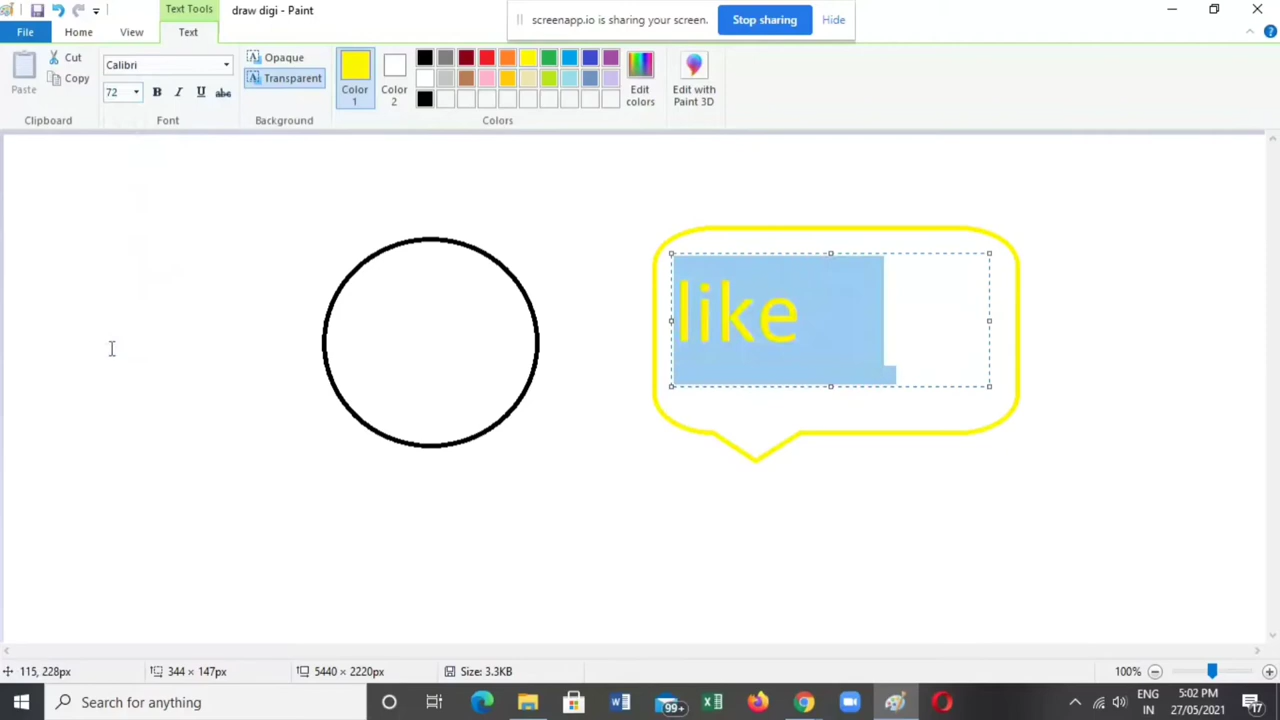 Text Tools
draw digi - Paint
screenapp.io is sharing your screen.
Stop sharing
Hide
File
Home
View
Text
Paste
Cut
Copy
Clipboard
Calibri
72
B I U abc
Font
Opaque
Transparent
Background
Color 1
Color 2
Edit colors
Colors
Edit with Paint 3D
like
115, 228px
344 × 147px
5440 × 2220px
Size: 3.3KB
100%
Search for anything
99+
ENG
IN
5:02 PM
27/05/2021
17